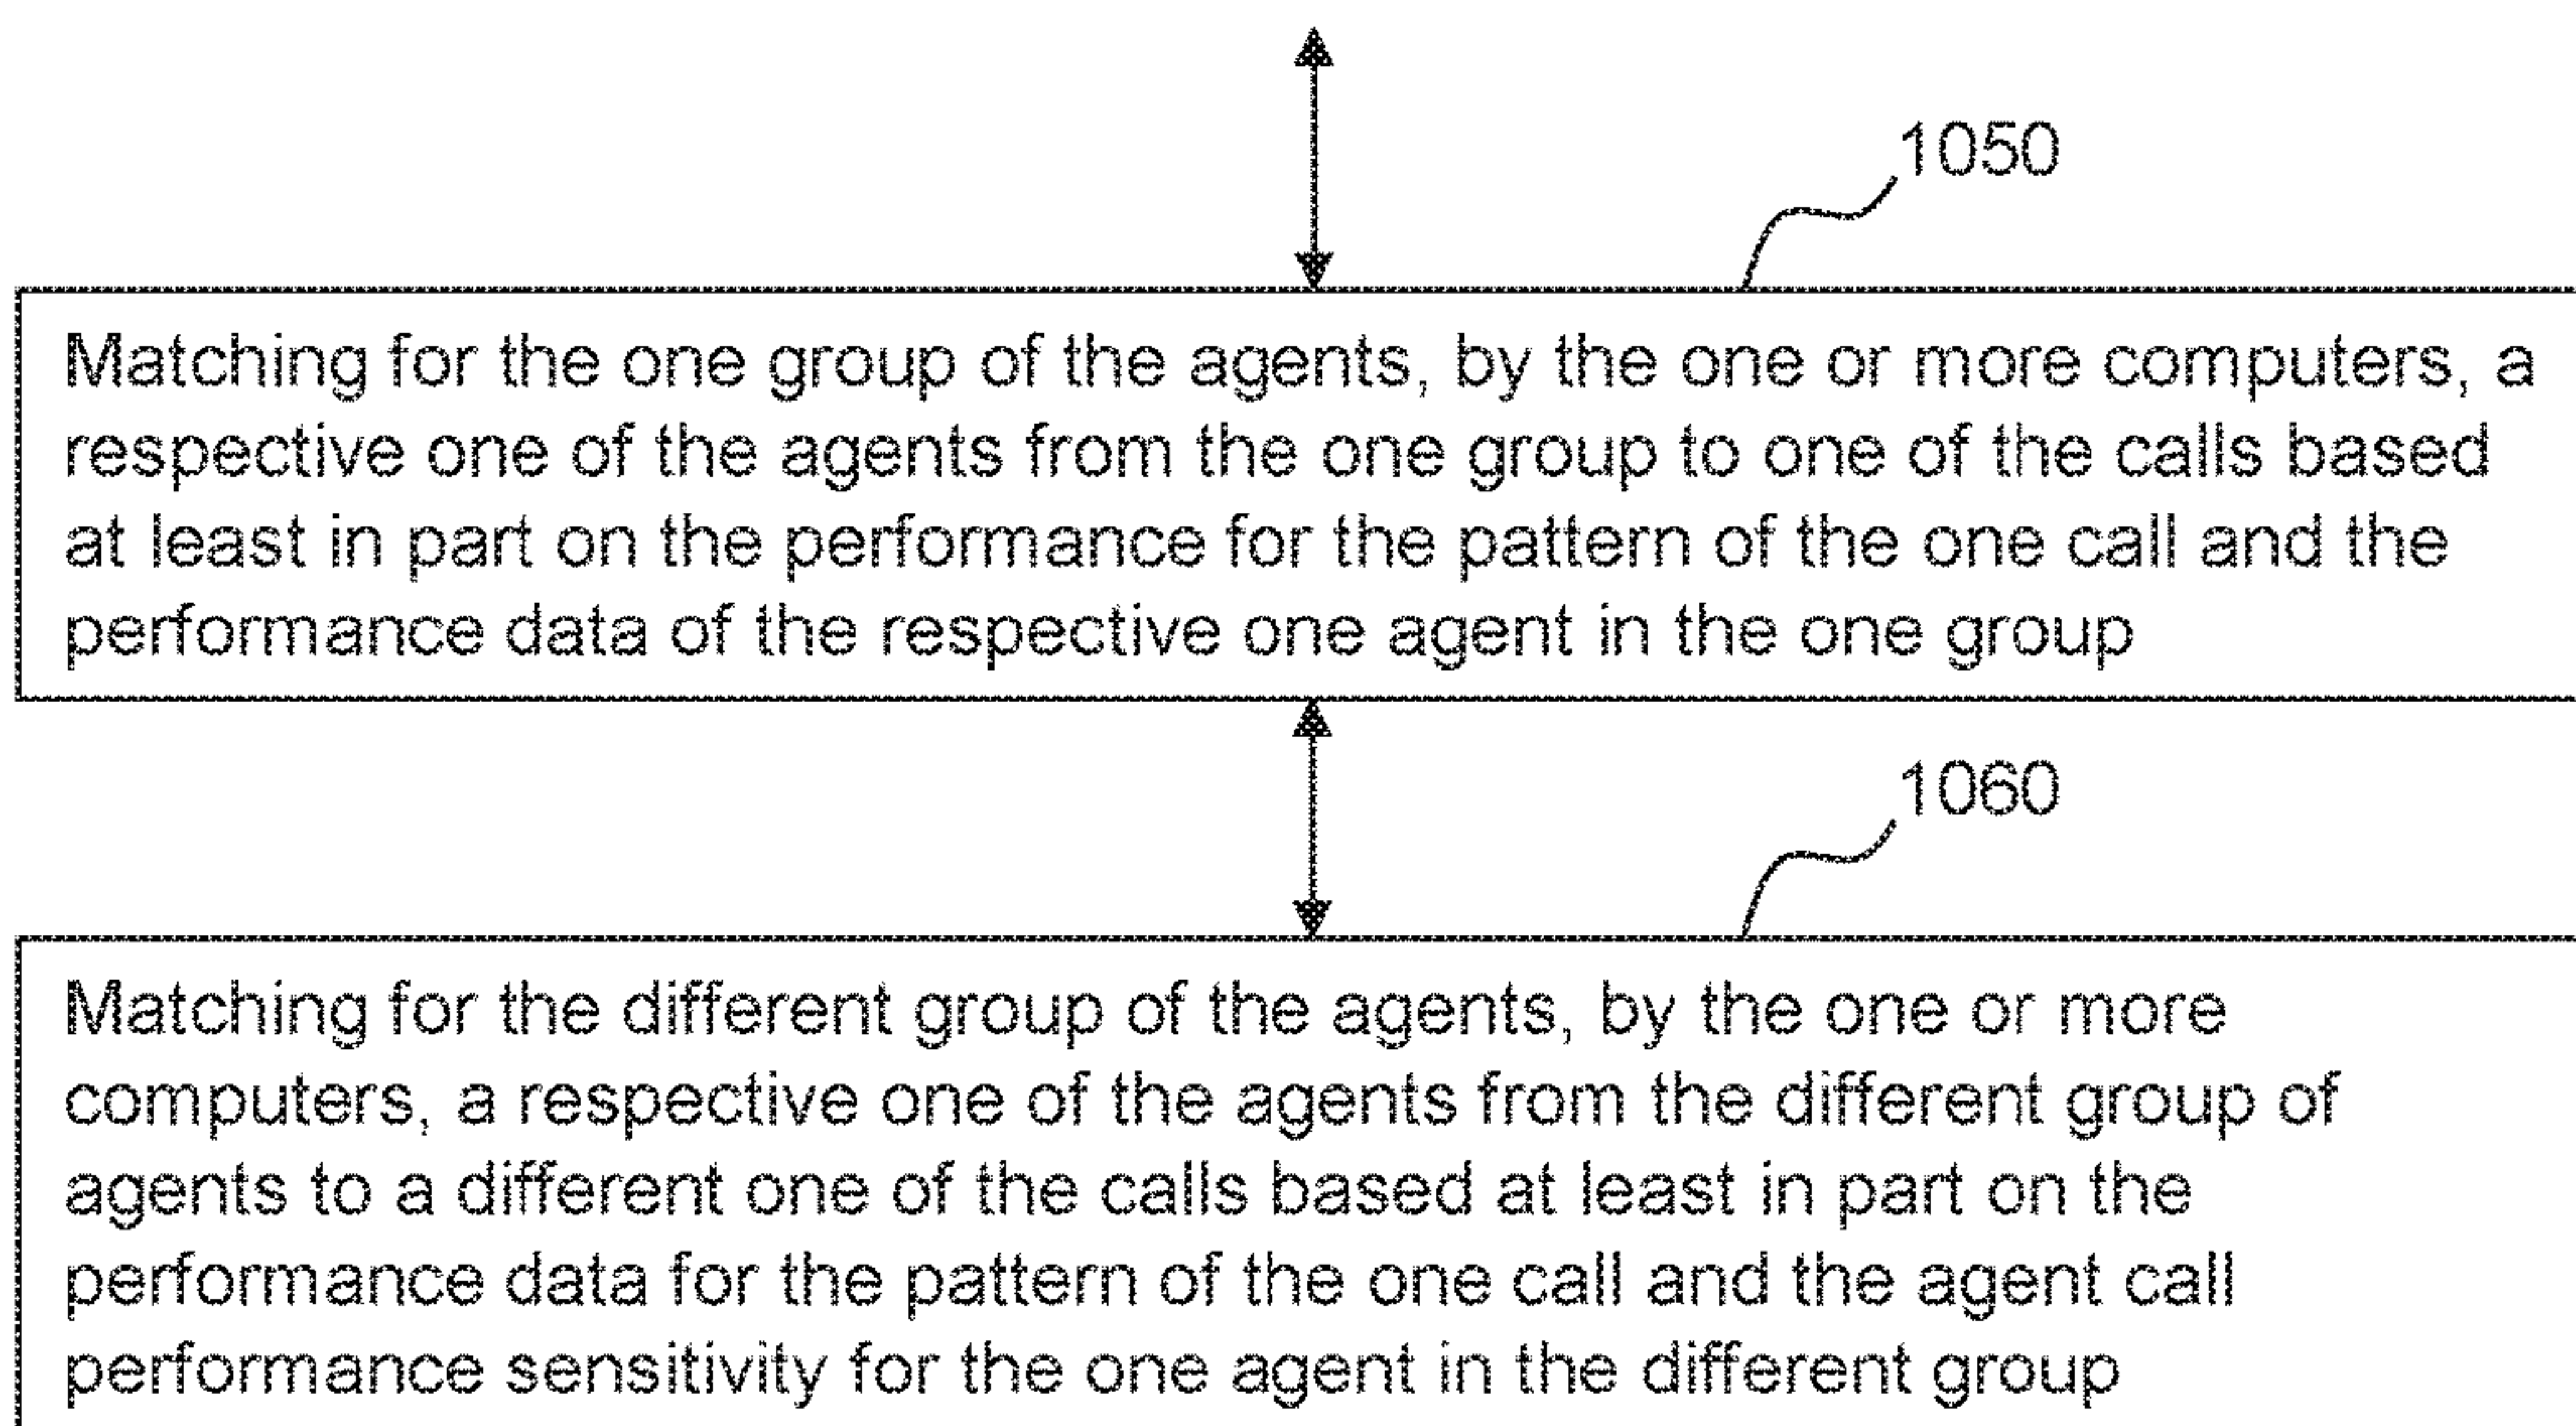 1050
Matching for the one group of the agents, by the one or more computers, a
respective one of the agents from the one group to one of the calls based
at least in part on the performance for the pattern of the one call and the
performance data of the respective one agent in the one group
1060
Matching for the different group of the agents, by the one or more
computers, a respective one of the agents from the different group of
agents to a different one of the calls based at least in part on the
performance data for the pattern of the one call and the agent call
performance sensitivity for the one agent in the different group